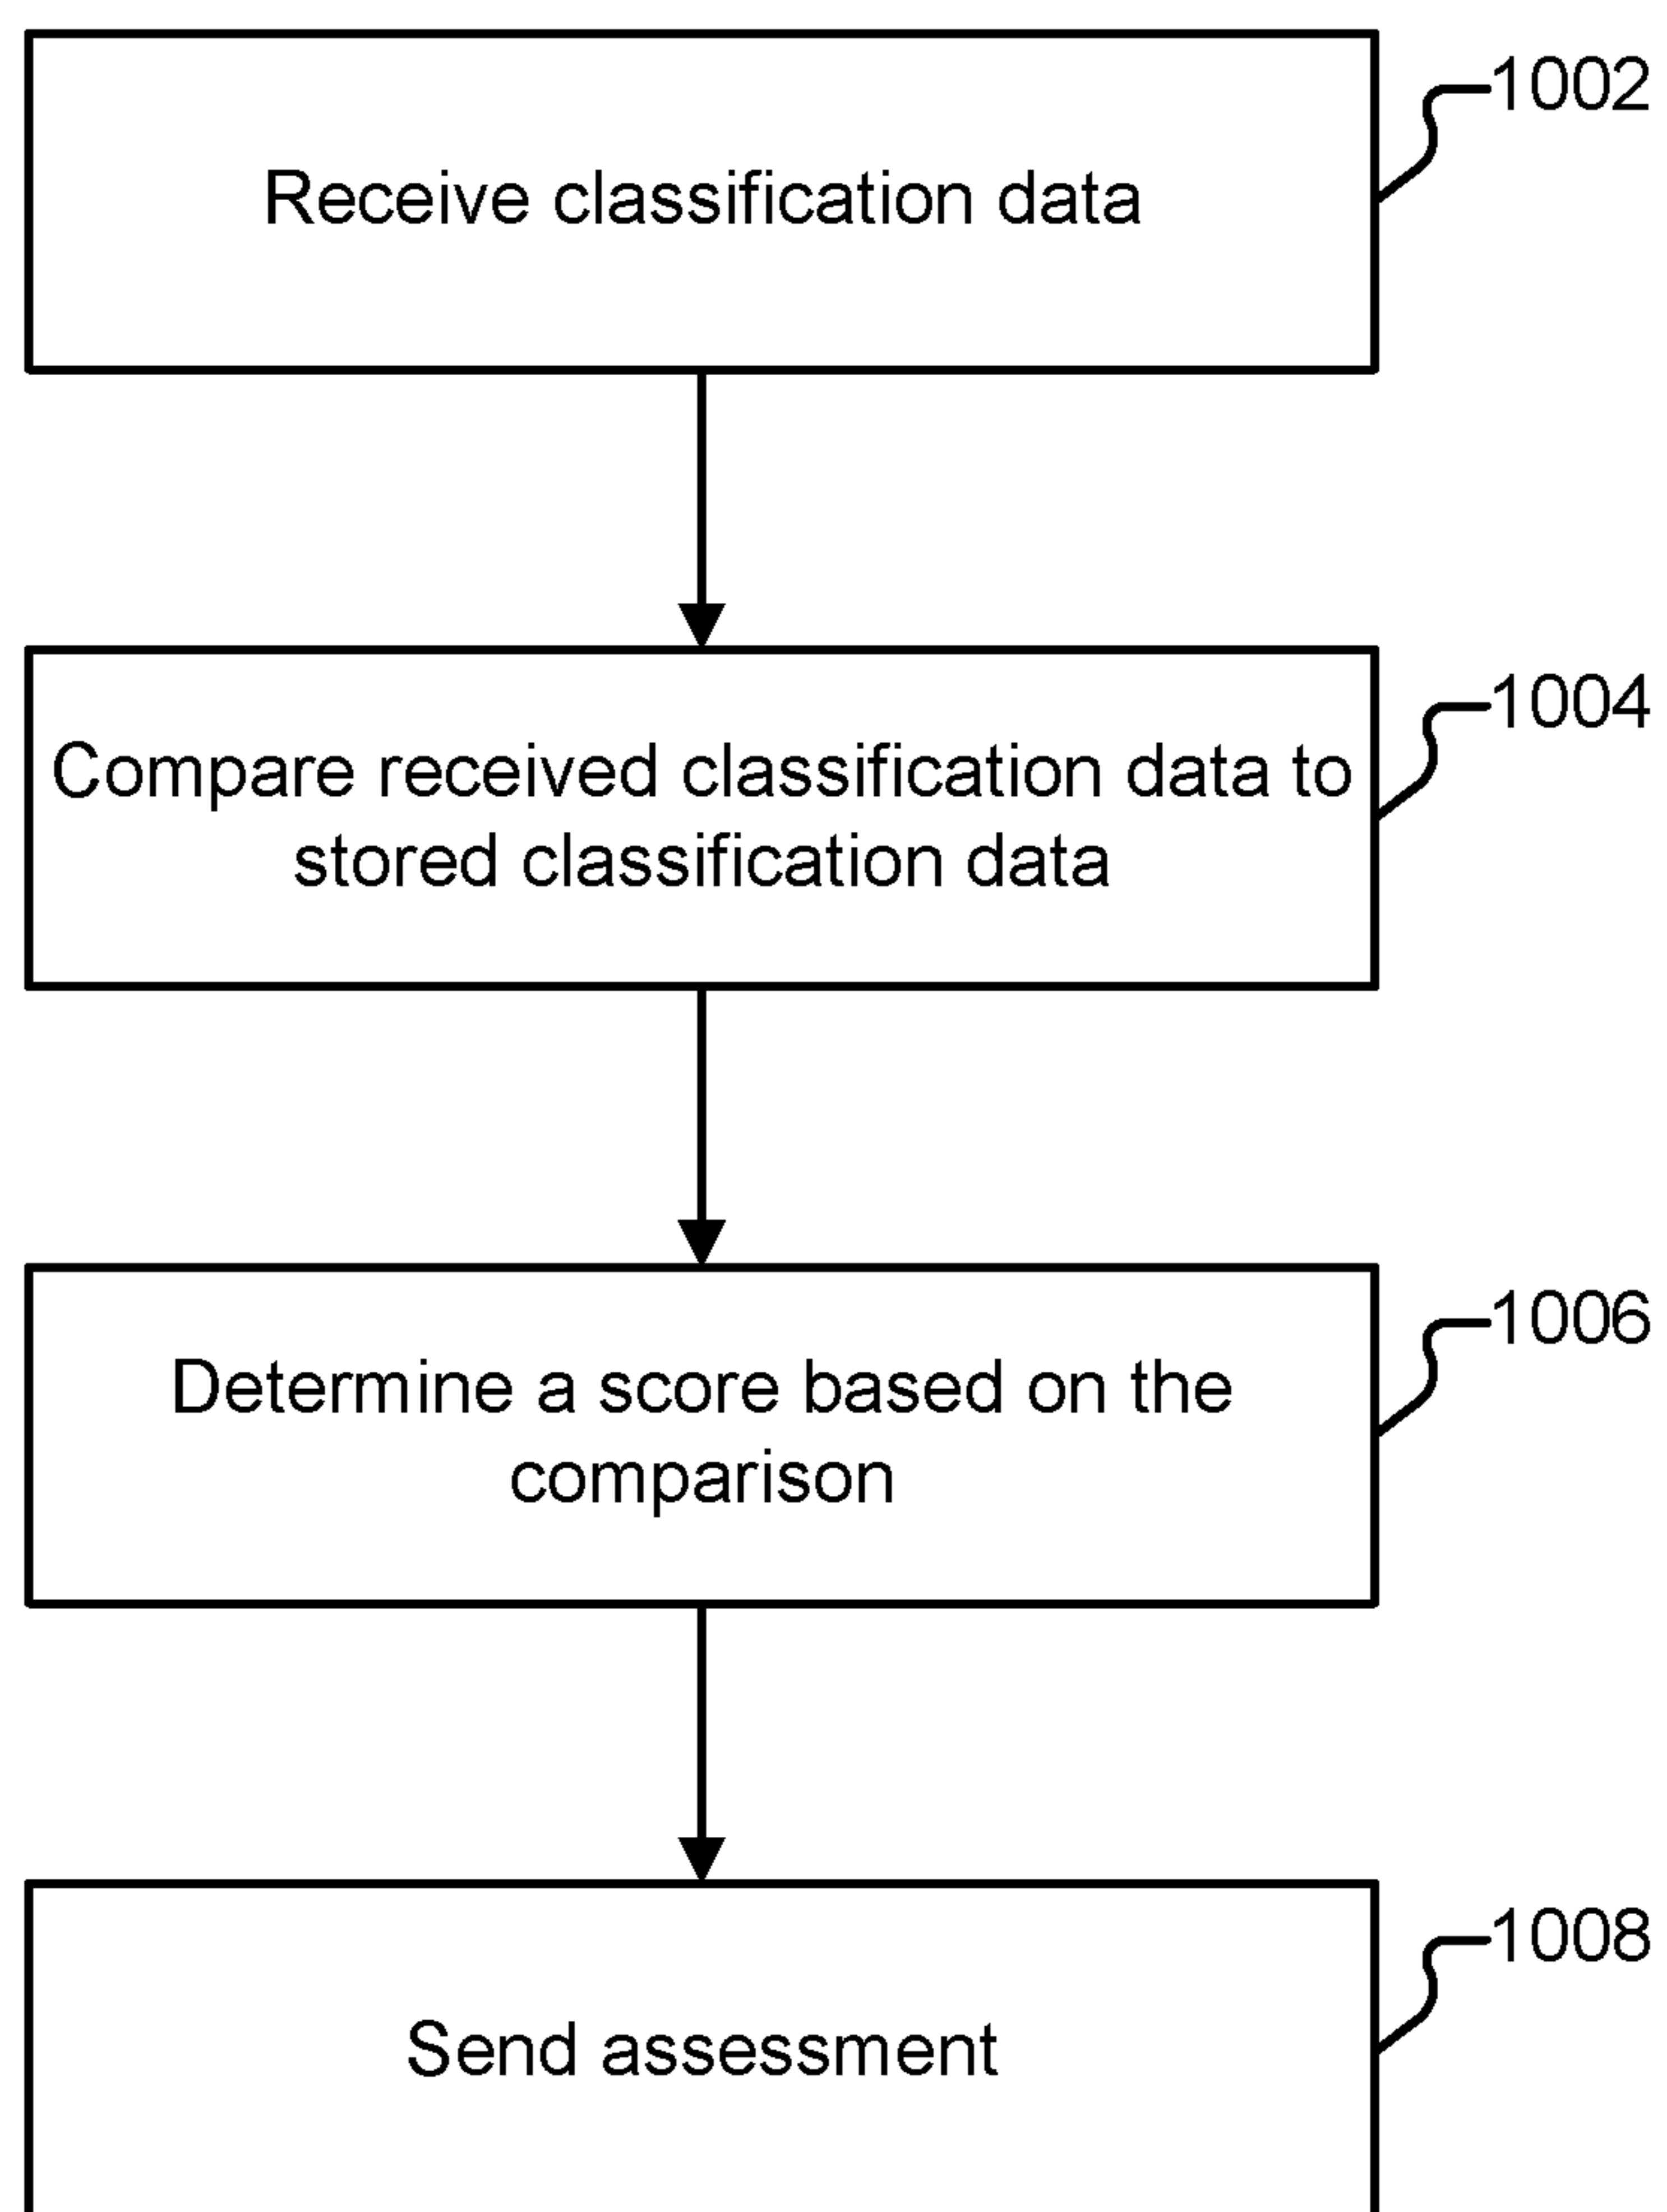 1002
Receive classification data
1004
Compare received classification data to
stored classification data
1006
Determine a score based on the
comparison
1008
Send assessment